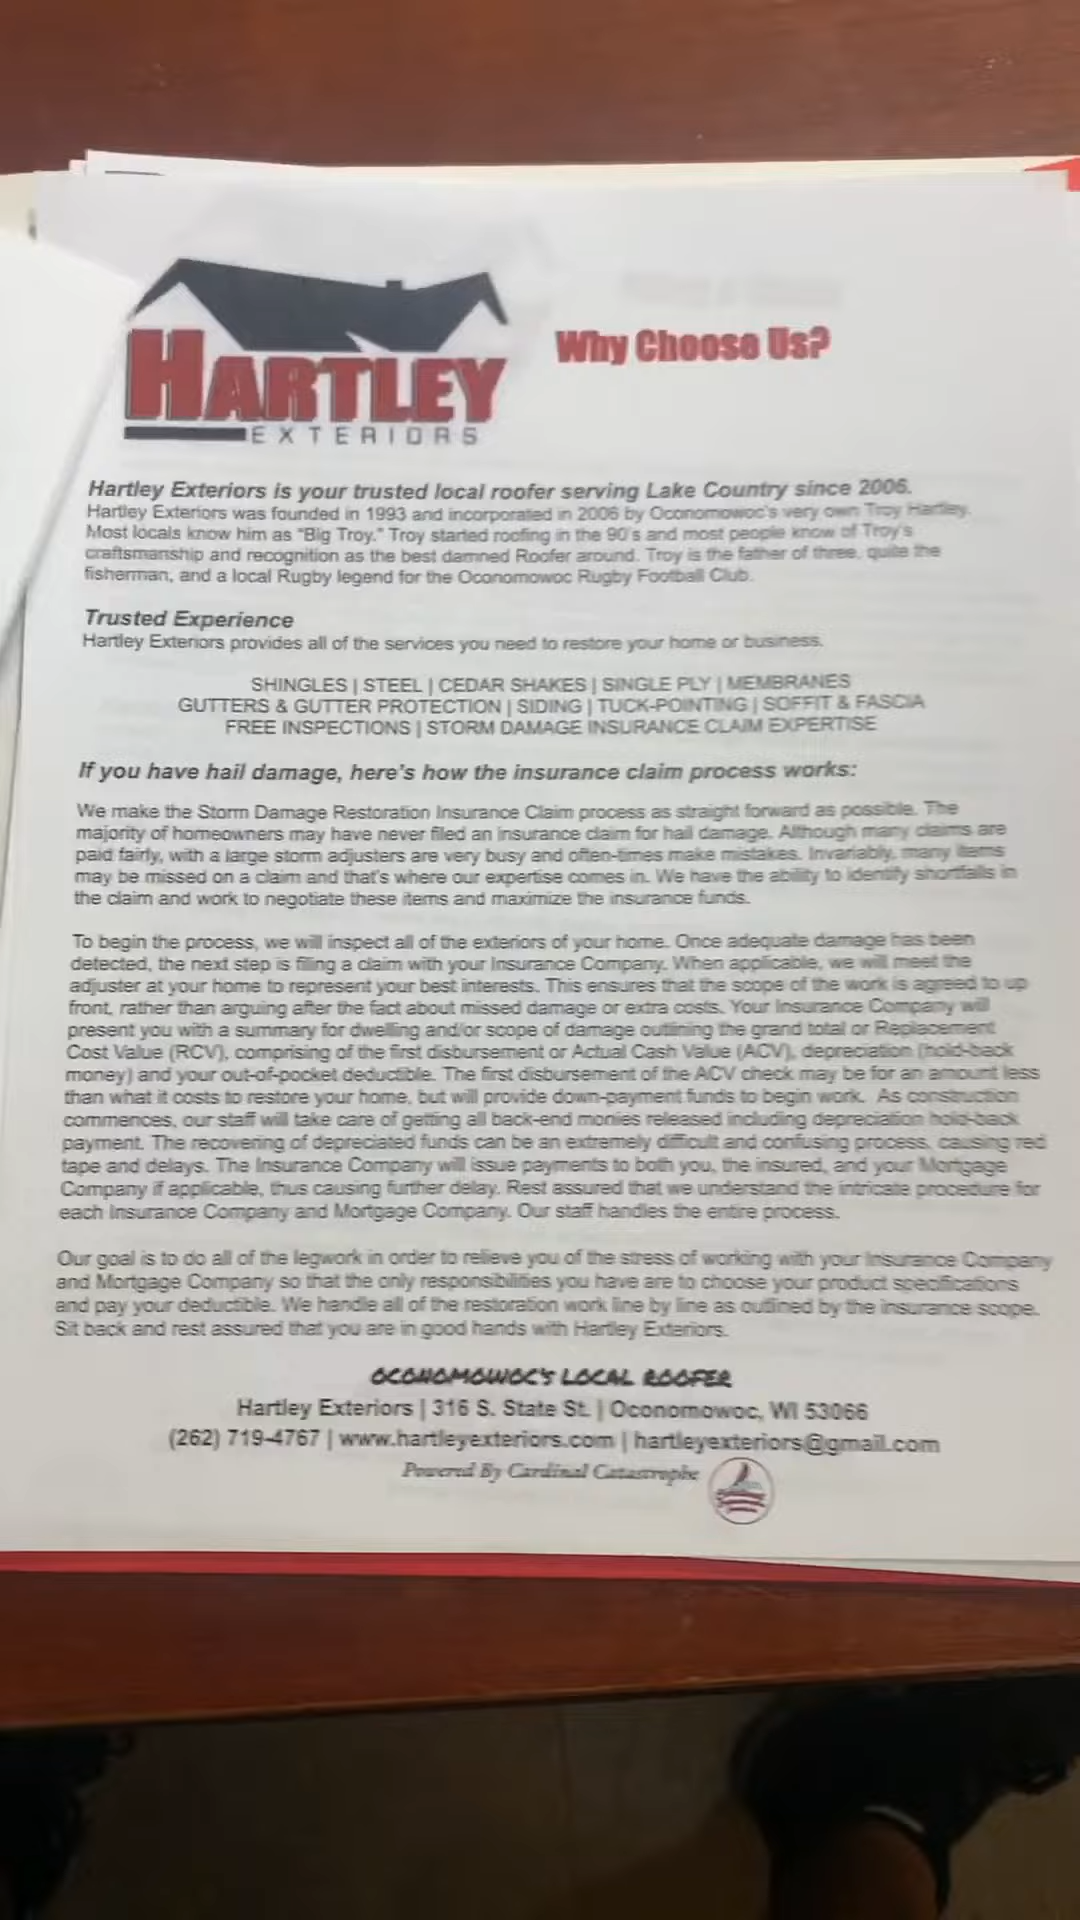 HARTLEY
EXTERIORS
Why Choose Us?
Hartley Exteriors is your trusted local roofer serving Lake Country since 2006.
Hartley Exteriors was founded in 1993 and incorporated in 2006 by Oconomowoc's very own Troy Hartley.
Most locals know him as "Big Troy." Troy started roofing in the 90's and most people know of Troy's
craftsmanship and recognition as the best damned Roofer around. Troy is the father of three, quite the
fisherman, and a local Rugby legend for the Oconomowoc Rugby Football Club.
Trusted Experience
Hartley Exteriors provides all of the services you need to restore your home or business.
SHINGLES | STEEL | CEDAR SHAKES | SINGLE PLY | MEMBRANES
GUTTERS & GUTTER PROTECTION | SIDING | TUCK-POINTING | SOFFIT & FASCIA
FREE INSPECTIONS | STORM DAMAGE INSURANCE CLAIM EXPERTISE
If you have hail damage, here's how the insurance claim process works:
We make the Storm Damage Restoration Insurance Claim process as straight forward as possible. The
majority of homeowners may have never filed an insurance claim for hail damage. Although many claims are
paid fairly, with a large storm adjusters are very busy and often-times make mistakes. Invariably, many items
may be missed on a claim and that's where our expertise comes in. We have the ability to identify shortfalls in
the claim and work to negotiate these items and maximize the insurance funds.
To begin the process, we will inspect all of the exteriors of your home. Once adequate damage has been
detected, the next step is filing a claim with your Insurance Company. When applicable, we will meet the
adjuster at your home to represent your best interests. This ensures that the scope of the work is agreed to up
front, rather than arguing after the fact about missed damage or extra costs. Your Insurance Company will
present you with a summary for dwelling and/or scope of damage outlining the grand total or Replacement
Cost Value (RCV), comprising of the first disbursement or Actual Cash Value (ACV), depreciation (hold-back
money) and your out-of-pocket deductible. The first disbursement of the ACV check may be for an amount less
than what it costs to restore your home, but will provide down-payment funds to begin work. As construction
commences, our staff will take care of getting all back-end monies released including depreciation hold-back
payment. The recovering of depreciated funds can be an extremely difficult and confusing process, causing red
tape and delays. The Insurance Company will issue payments to both you, the insured, and your Mortgage
Company if applicable, thus causing further delay. Rest assured that we understand the intricate procedure for
each Insurance Company and Mortgage Company. Our staff handles the entire process.
Our goal is to do all of the legwork in order to relieve you of the stress of working with your Insurance Company
and Mortgage Company so that the only responsibilities you have are to choose your product specifications
and pay your deductible. We handle all of the restoration work line by line as outlined by the insurance scope.
Sit back and rest assured that you are in good hands with Hartley Exteriors.
OCONOMOWOC'S LOCAL ROOFER
Hartley Exteriors | 316 S. State St. | Oconomowoc, WI 53066
(262) 719-4767 | www.hartleyexteriors.com | hartleyexteriors@gmail.com
Powered By Cardinal Catastrophe